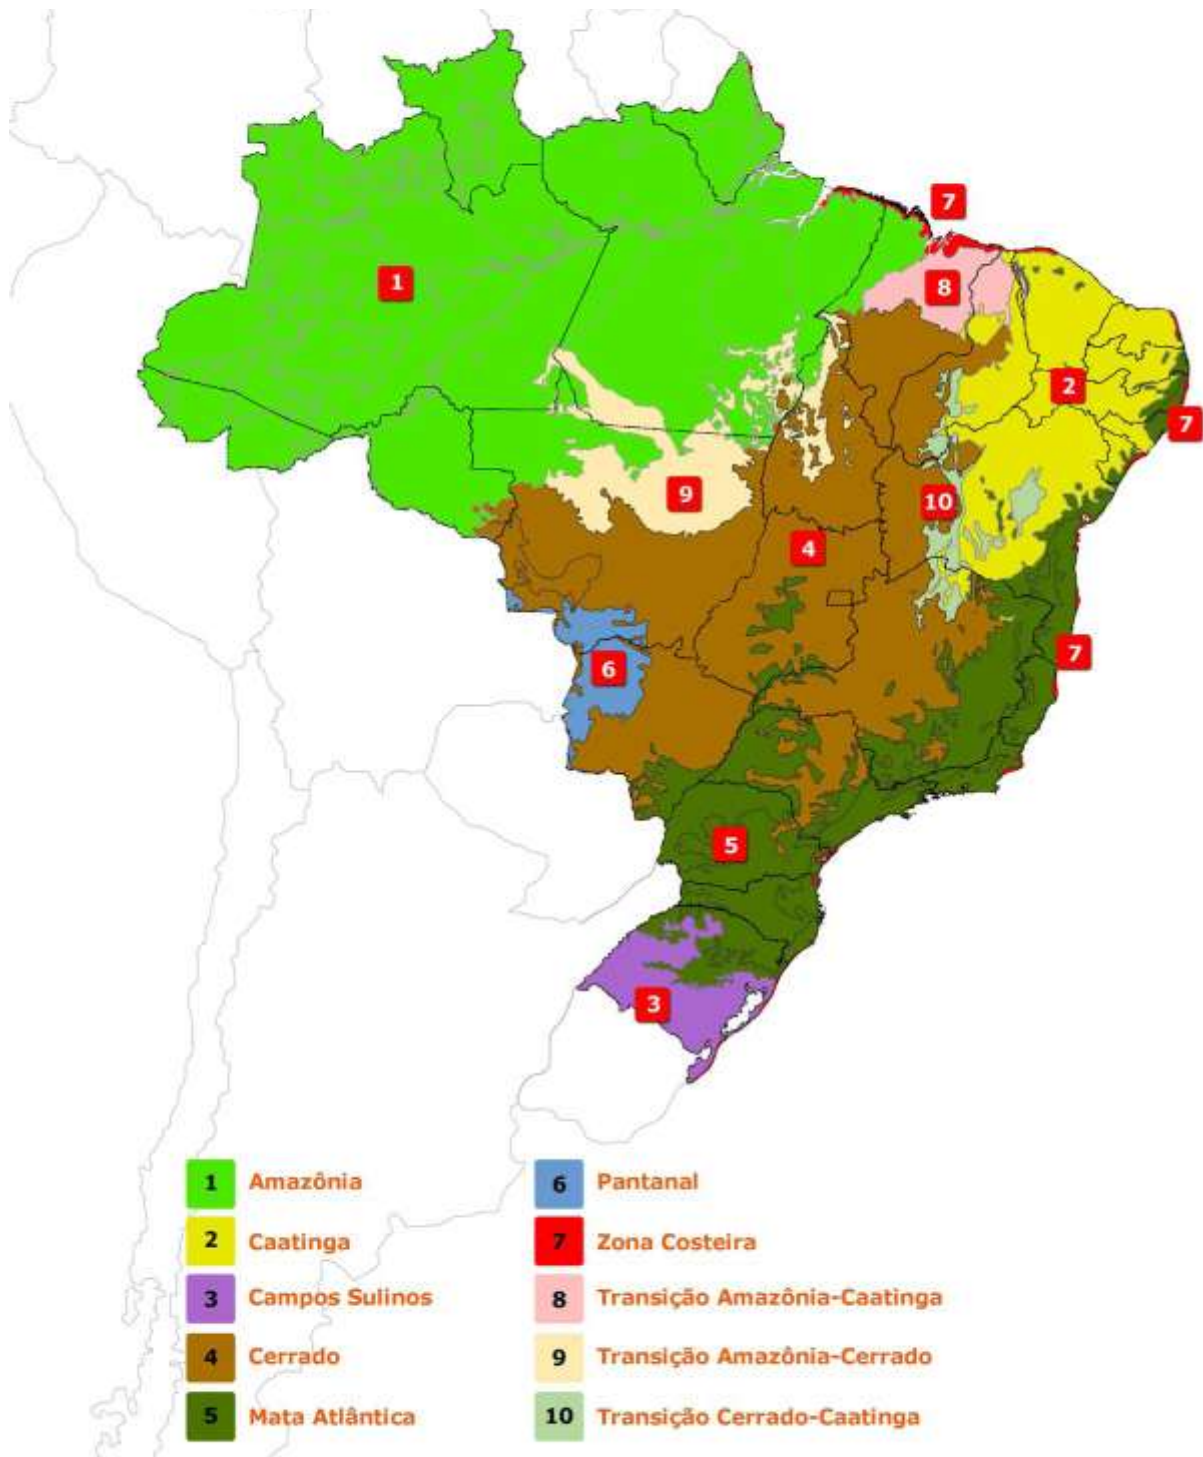 7
1
8
2
7
9
10
4
7
6
5
3
1 Amazônia
2 Caatinga
3 Campos Sulinos
4 Cerrado
5 Mata Atlântica
6 Pantanal
7 Zona Costeira
8 Transição Amazônia-Caatinga
9 Transição Amazônia-Cerrado
10 Transição Cerrado-Caatinga